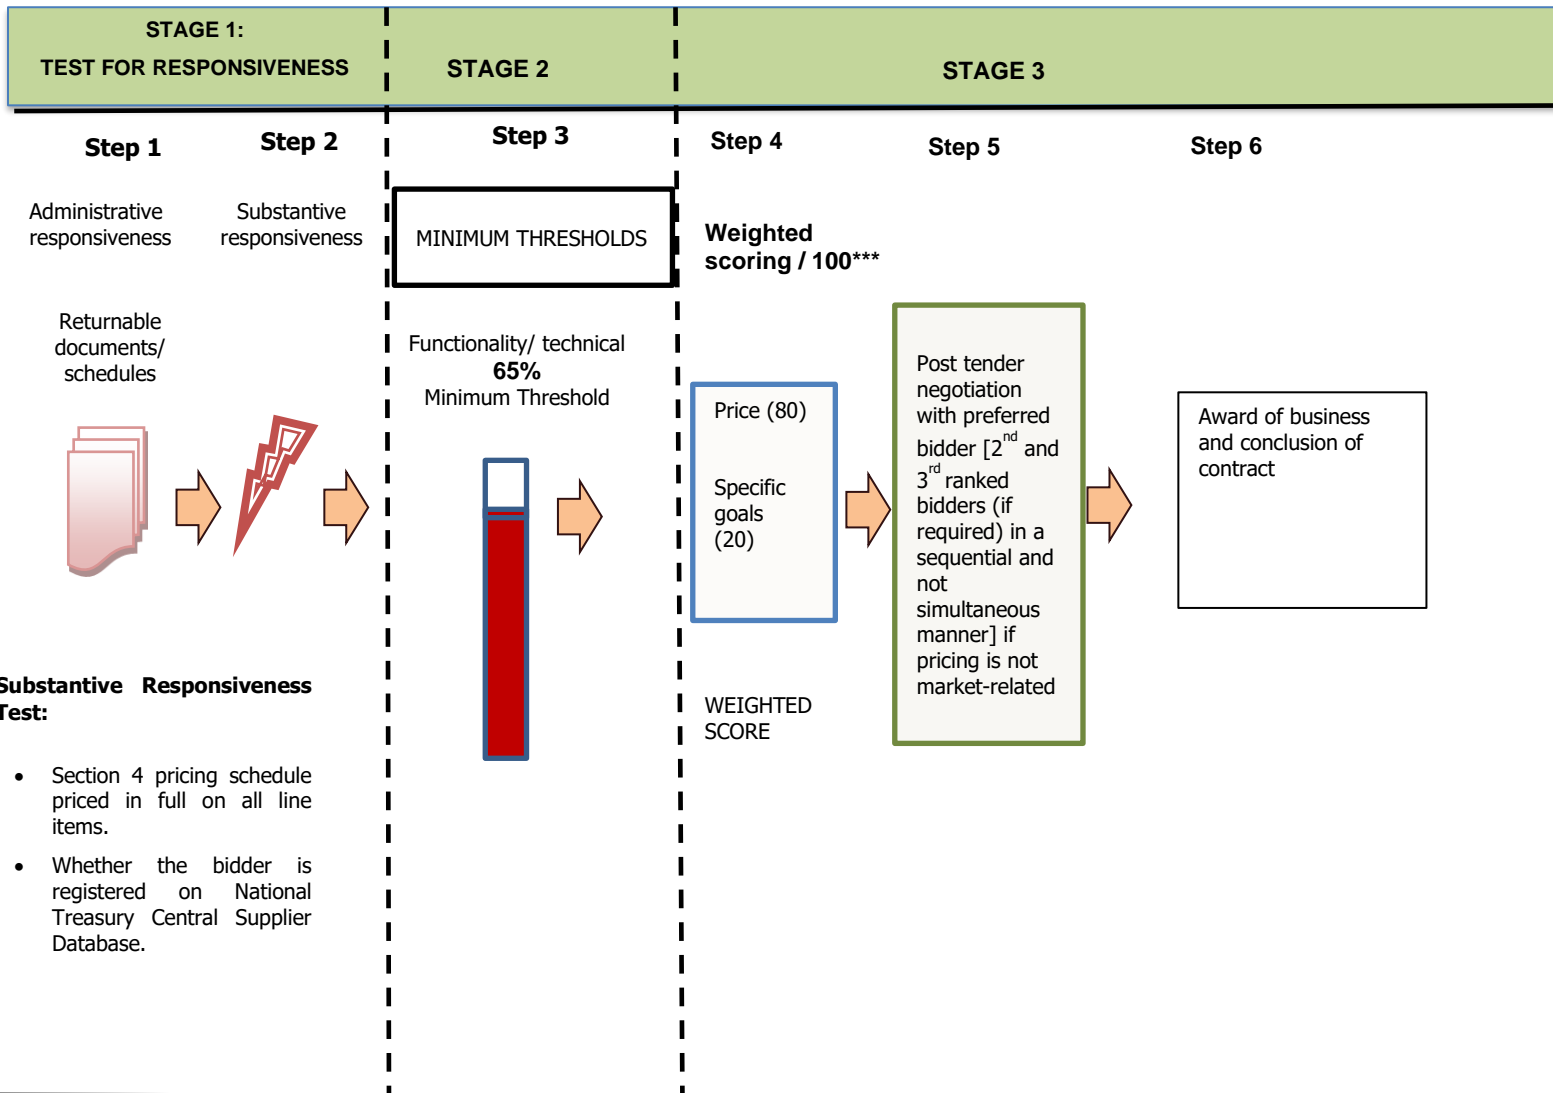 STAGE 1:
TEST FOR RESPONSIVENESS
STAGE 2
STAGE 3
Step 1
Step 2
Step 3
Step 4
Step 5
Step 6
Administrative
responsiveness
Substantive
responsiveness
MINIMUM THRESHOLDS
Weighted
scoring / 100***
Returnable
documents/
schedules
Functionality/ technical
65%
Minimum Threshold
Price (80)
Specific
goals
(20)
WEIGHTED
SCORE
Post tender
negotiation
with preferred
bidder [2nd and
3rd ranked
bidders (if
required) in a
sequential and
not
simultaneous
manner] if
pricing is not
market-related
Award of business
and conclusion of
contract
Substantive Responsiveness
Test:
• Section 4 pricing schedule
priced in full on all line
items.
• Whether the bidder is
registered on National
Treasury Central Supplier
Database.